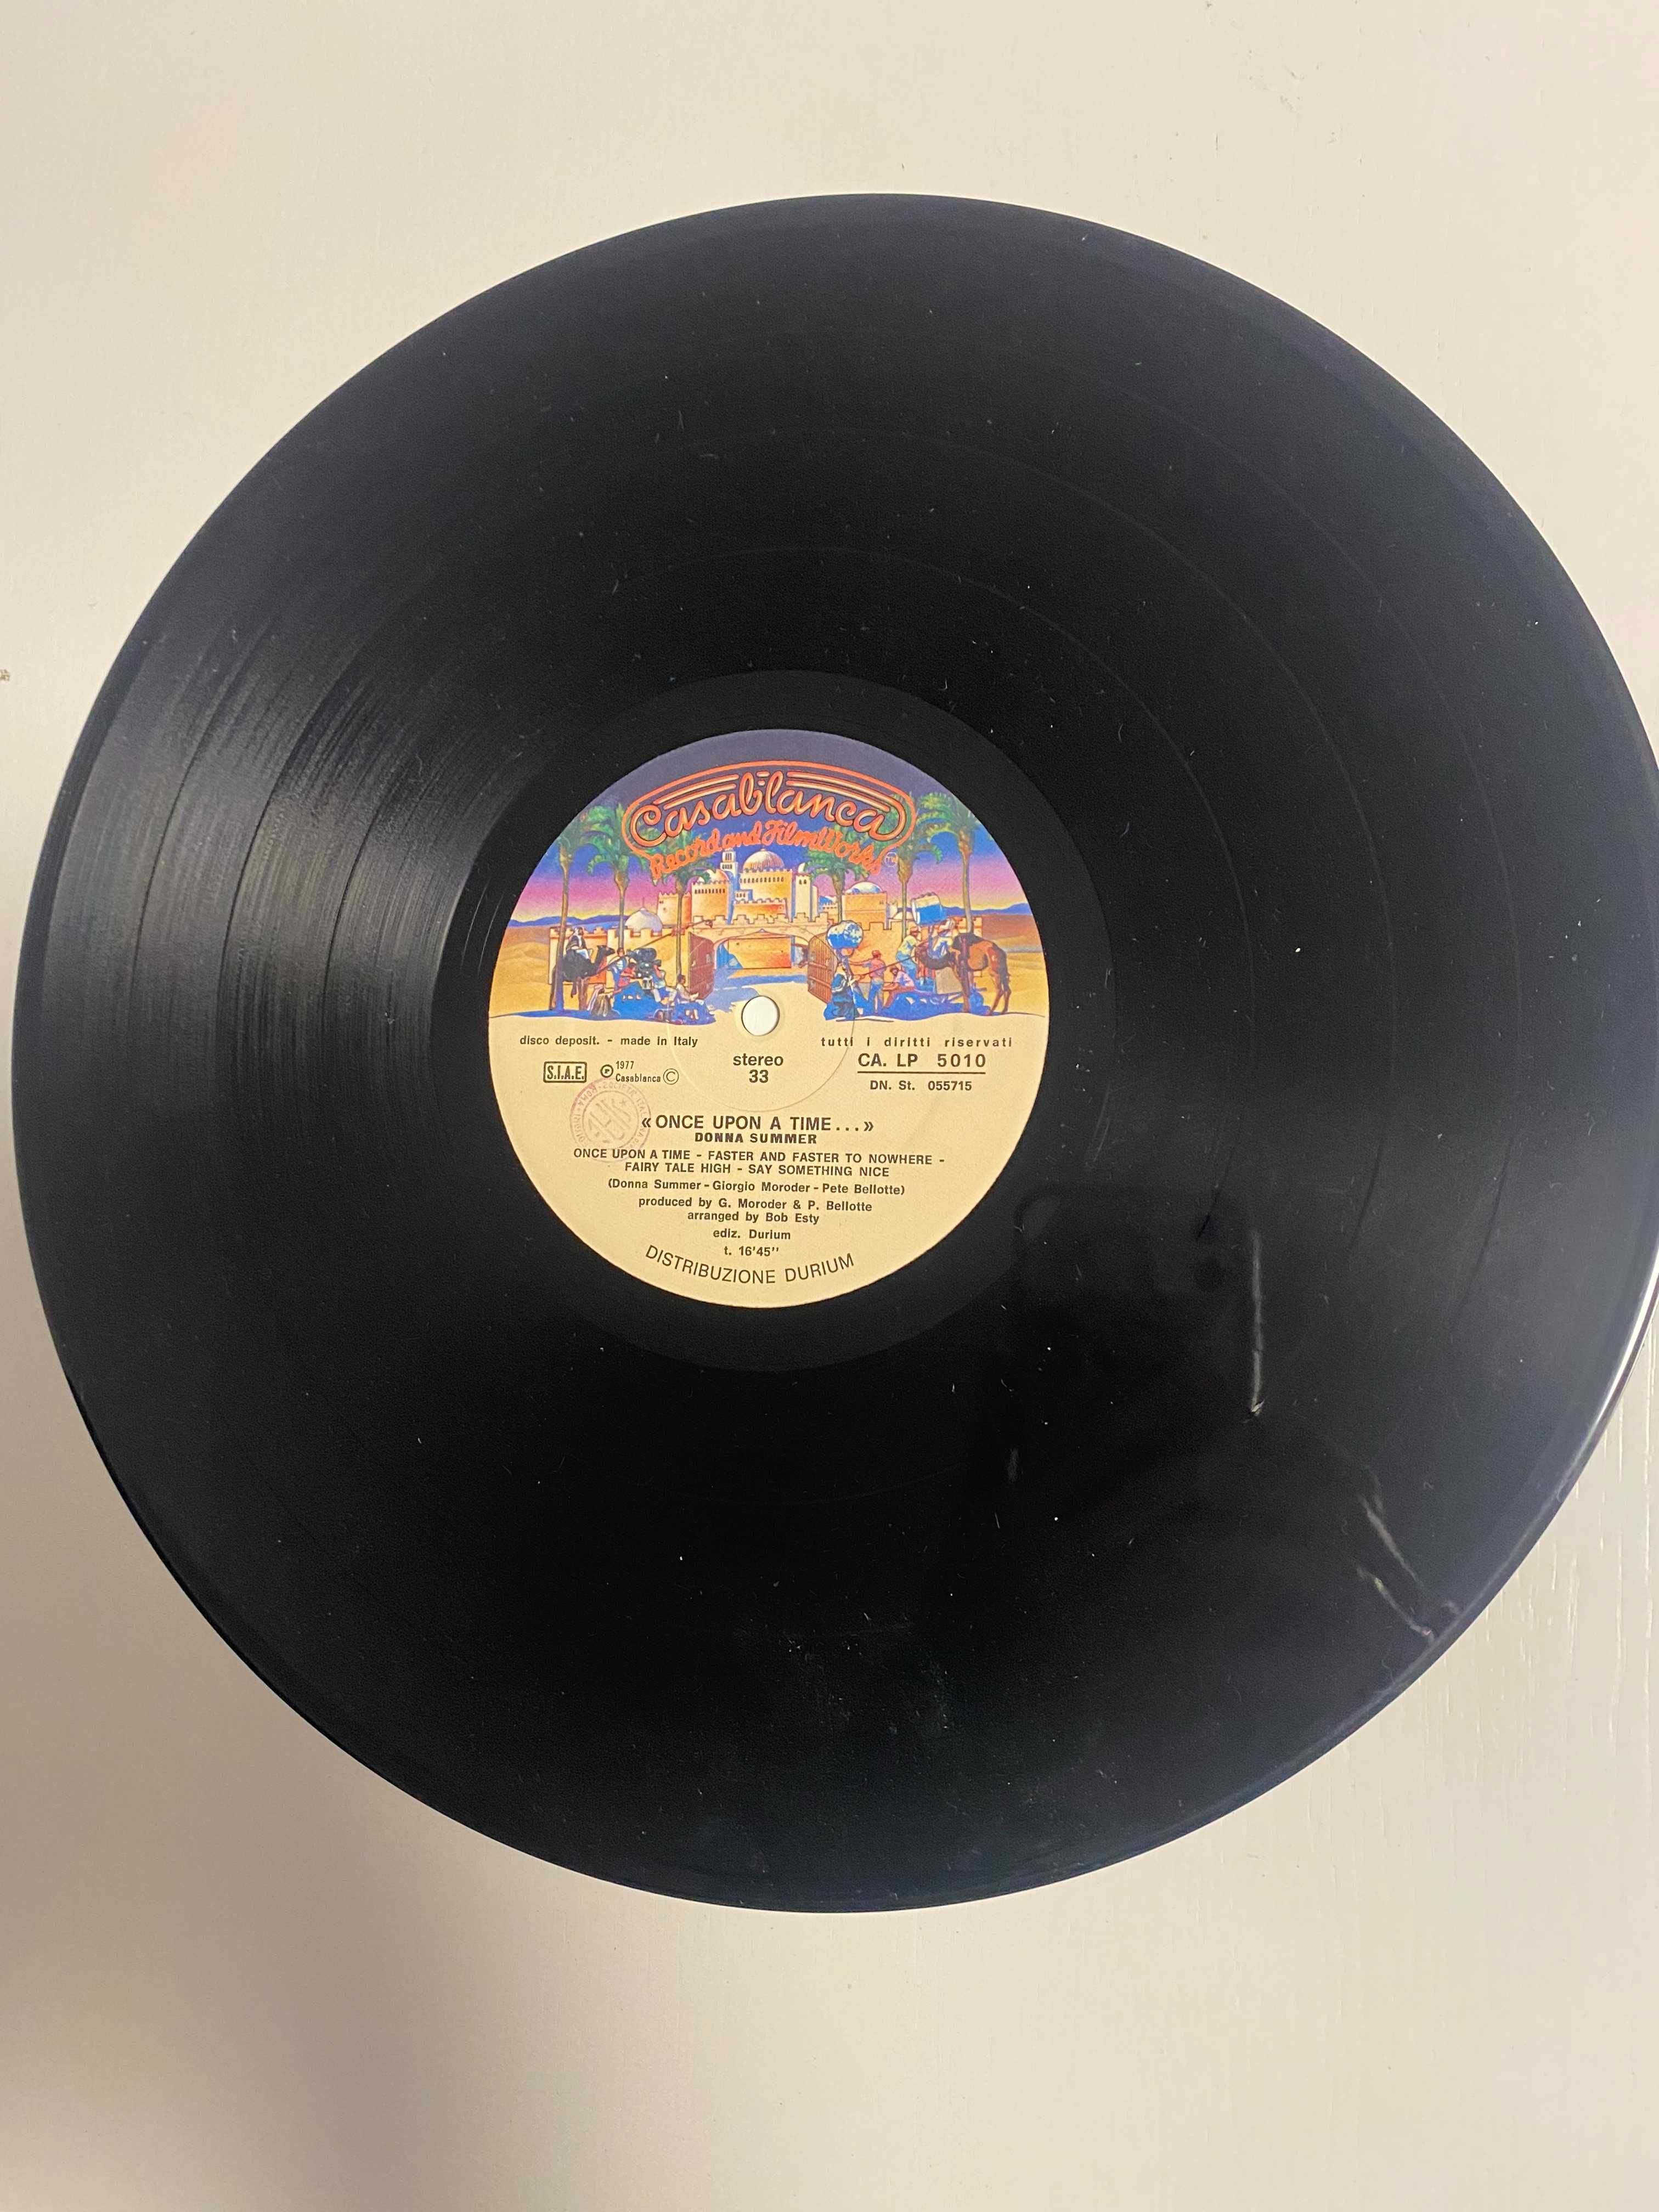 Casablanca
Record and FilmWorks
disco deposit. - made in Italy
tutti i diritti riservati
S.I.A.E.
℗ 1977
Casablanca ©
stereo
33
CA. LP 5010
DN. St. 055715
«ONCE UPON A TIME...»
DONNA SUMMER
ONCE UPON A TIME - FASTER AND FASTER TO NOWHERE -
FAIRY TALE HIGH - SAY SOMETHING NICE
(Donna Summer - Giorgio Moroder - Pete Bellotte)
produced by G. Moroder & P. Bellotte
arranged by Bob Esty
ediz. Durium
t. 16'45''
DISTRIBUZIONE DURIUM